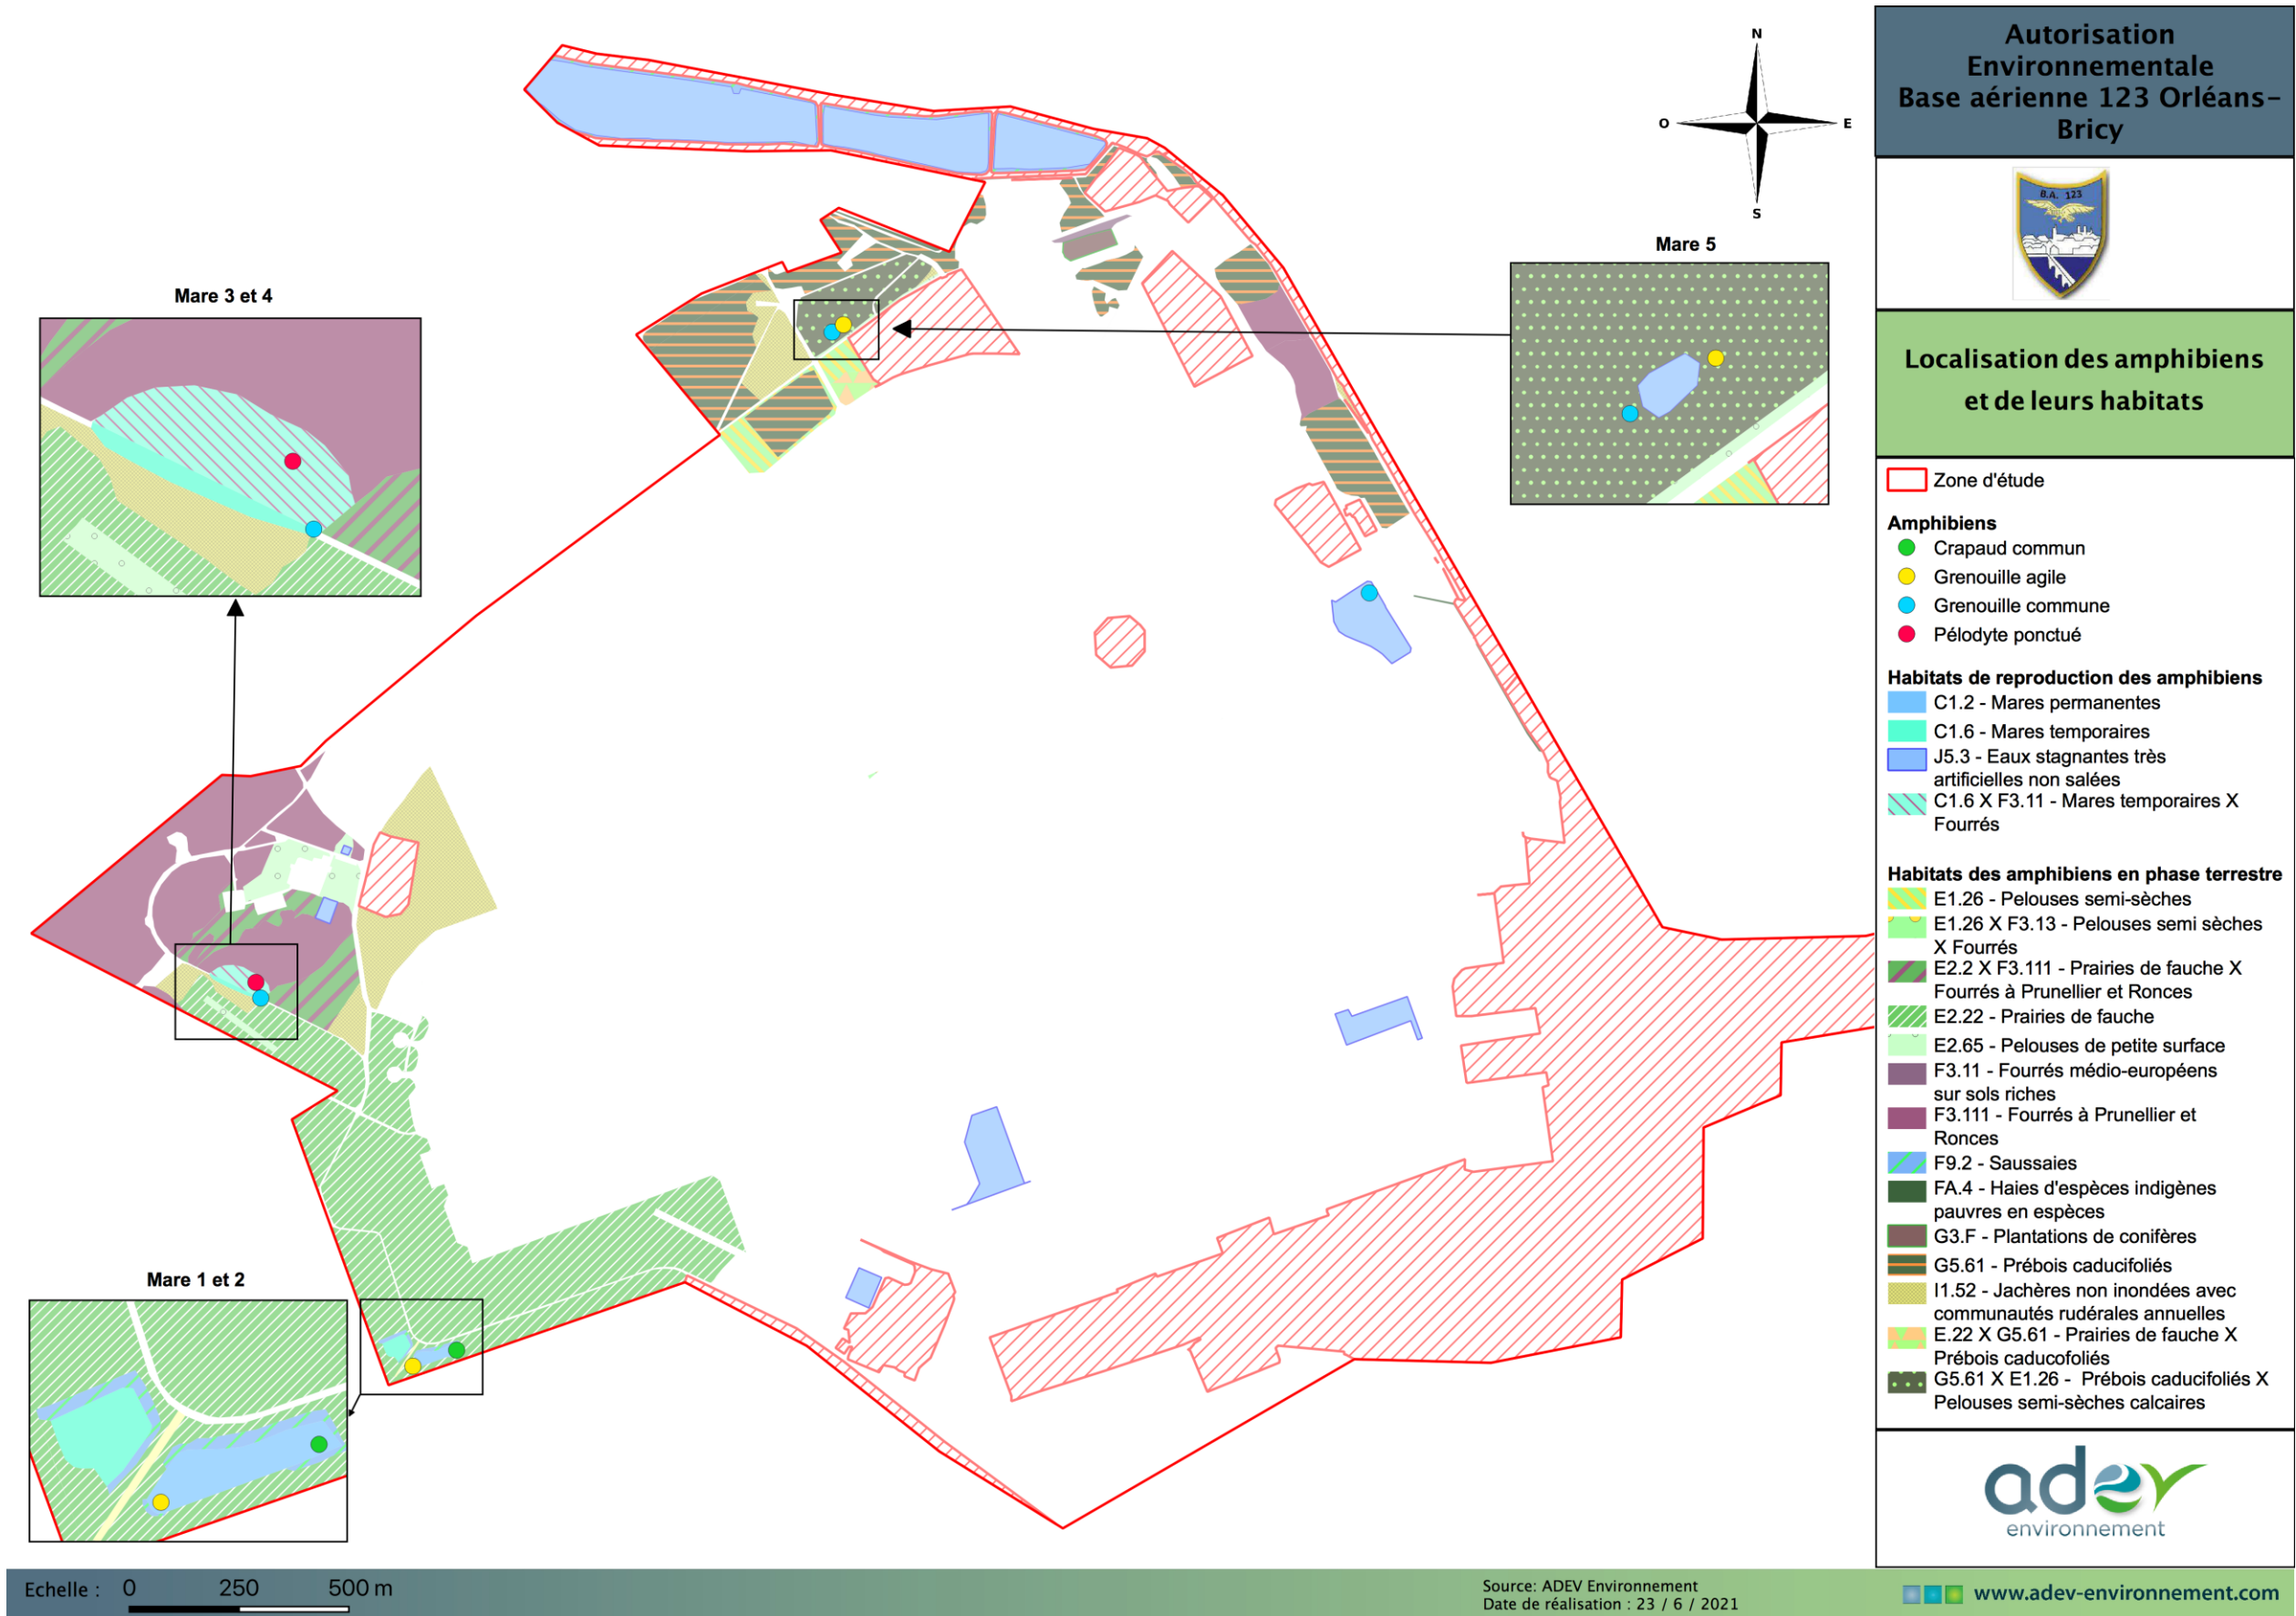 N
O
E
S
Mare 5
Mare 3 et 4
Mare 1 et 2
Autorisation
Environnementale
Base aérienne 123 Orléans-
Bricy
B.A. 123
Localisation des amphibiens
et de leurs habitats
Zone d'étude
Amphibiens
Crapaud commun
Grenouille agile
Grenouille commune
Pélodyte ponctué
Habitats de reproduction des amphibiens
C1.2 - Mares permanentes
C1.6 - Mares temporaires
J5.3 - Eaux stagnantes très
artificielles non salées
C1.6 X F3.11 - Mares temporaires X
Fourrés
Habitats des amphibiens en phase terrestre
E1.26 - Pelouses semi-sèches
E1.26 X F3.13 - Pelouses semi sèches
X Fourrés
E2.2 X F3.111 - Prairies de fauche X
Fourrés à Prunellier et Ronces
E2.22 - Prairies de fauche
E2.65 - Pelouses de petite surface
F3.11 - Fourrés médio-européens
sur sols riches
F3.111 - Fourrés à Prunellier et
Ronces
F9.2 - Saussaies
FA.4 - Haies d'espèces indigènes
pauvres en espèces
G3.F - Plantations de conifères
G5.61 - Prébois caducifoliés
I1.52 - Jachères non inondées avec
communautés rudérales annuelles
E.22 X G5.61 - Prairies de fauche X
Prébois caducofoliés
G5.61 X E1.26 - Prébois caducifoliés X
Pelouses semi-sèches calcaires
adev
environnement
Echelle : 0 250 500 m
Source: ADEV Environnement
Date de réalisation : 23 / 6 / 2021
www.adev-environnement.com